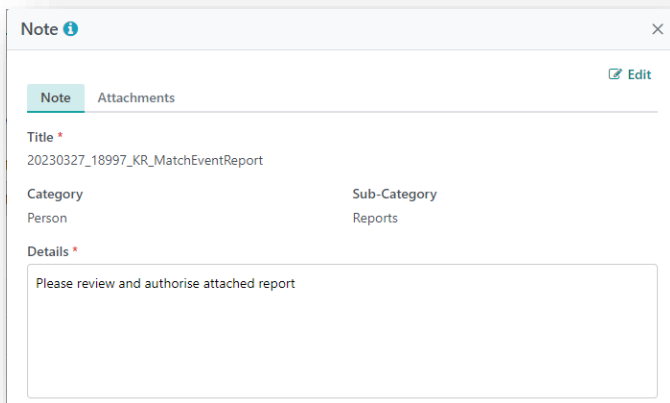 Note
Edit
Note Attachments
Title *
20230327_18997_KR_MatchEventReport
Category Sub-Category
Person Reports
Details *
Please review and authorise attached report